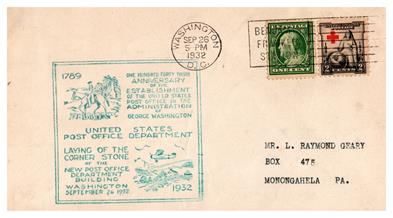 WASHINGTON
SEP 26
5-PM
1932
D.C.
1789
ONE HUNDRED FORTY THIRD
ANNIVERSARY
OF THE
ESTABLISHMENT
OF THE UNITED STATES
POST OFFICE IN THE
ADMINISTRATION
OF
GEORGE WASHINGTON
UNITED STATES
POST OFFICE DEPARTMENT
LAYING OF THE
CORNER STONE
OF THE
NEW POST OFFICE
DEPARTMENT
BUILDING
WASHINGTON
SEPTEMBER 26 1932
1932
ONE CENT
2 CENTS 2
MR. L. RAYMOND GEARY
BOX 475
MONONGAHELA PA.